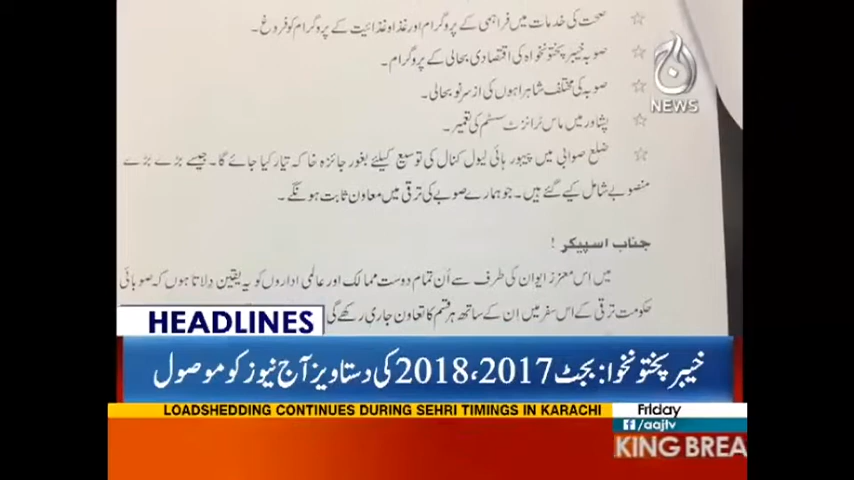 صحت کی خدمات میں فراہمی کے پروگرام اور غذا و غذائیت کے پروگرام کو فروغ۔
صوبہ خیبر پختونخواہ کی اقتصادی بحالی کے پروگرام۔
صوبہ کی مختلف شاہراہوں کی از سر نو بحالی۔
پشاور میں ماس ٹرانزٹ سسٹم کی تعمیر۔
ضلع صوابی میں پیہور ہائی لیول کنال کی توسیع کیلئے بغور جائزہ خاکہ تیار کیا جائے گا۔ جیسے بڑے بڑے
منصوبے شامل کیے گئے ہیں۔ جو ہمارے صوبے کی ترقی میں معاون ثابت ہونگے۔
جناب اسپیکر !
میں اس معزز ایوان کی طرف سے اُن تمام دوست ممالک اور عالمی اداروں کو یہ یقین دلاتا ہوں کہ صوبائی
حکومت ترقی کے اس سفر میں ان کے ساتھ ہر قسم کا تعاون جاری رکھے گی
NEWS
HEADLINES
خیبر پختونخوا: بجٹ 2017، 2018 کی دستاویز آج نیوز کو موصول
LOADSHEDDING CONTINUES DURING SEHRI TIMINGS IN KARACHI
Friday
/aajtv
KING BREA